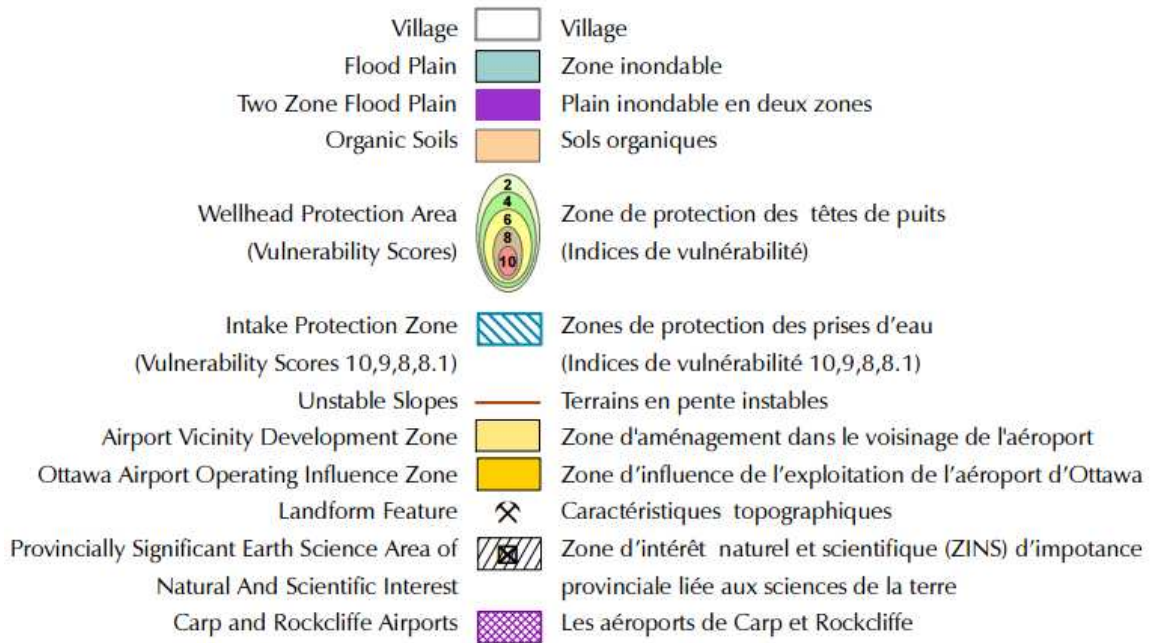 Village Village
Flood Plain Zone inondable
Two Zone Flood Plain Plain inondable en deux zones
Organic Soils Sols organiques
2
4
Wellhead Protection Area 6 Zone de protection des têtes de puits
(Vulnerability Scores) 8 (Indices de vulnérabilité)
10
Intake Protection Zone Zones de protection des prises d’eau
(Vulnerability Scores 10,9,8,8.1) (Indices de vulnérabilité 10,9,8,8.1)
Unstable Slopes Terrains en pente instables
Airport Vicinity Development Zone Zone d'aménagement dans le voisinage de l'aéroport
Ottawa Airport Operating Influence Zone Zone d’influence de l’exploitation de l’aéroport d’Ottawa
Landform Feature Caractéristiques topographiques
Provincially Significant Earth Science Area of Zone d’intérêt naturel et scientifique (ZINS) d’impotance
Natural And Scientific Interest provinciale liée aux sciences de la terre
Carp and Rockcliffe Airports Les aéroports de Carp et Rockcliffe